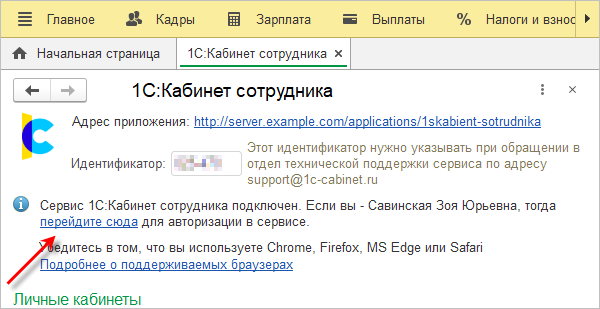 Главное Кадры Зарплата Выплаты % Налоги и взнос
Начальная страница 1С:Кабинет сотрудника ×
1С:Кабинет сотрудника
Адрес приложения: http://server.example.com/applications/1skabient-sotrudnika
Идентификатор:
Этот идентификатор нужно указывать при обращении в
отдел технической поддержки сервиса по адресу
support@1c-cabinet.ru
Сервис 1С:Кабинет сотрудника подключен. Если вы - Савинская Зоя Юрьевна, тогда
перейдите сюда для авторизации в сервисе.
Убедитесь в том, что вы используете Chrome, Firefox, MS Edge или Safari
Подробнее о поддерживаемых браузерах
Личные кабинеты